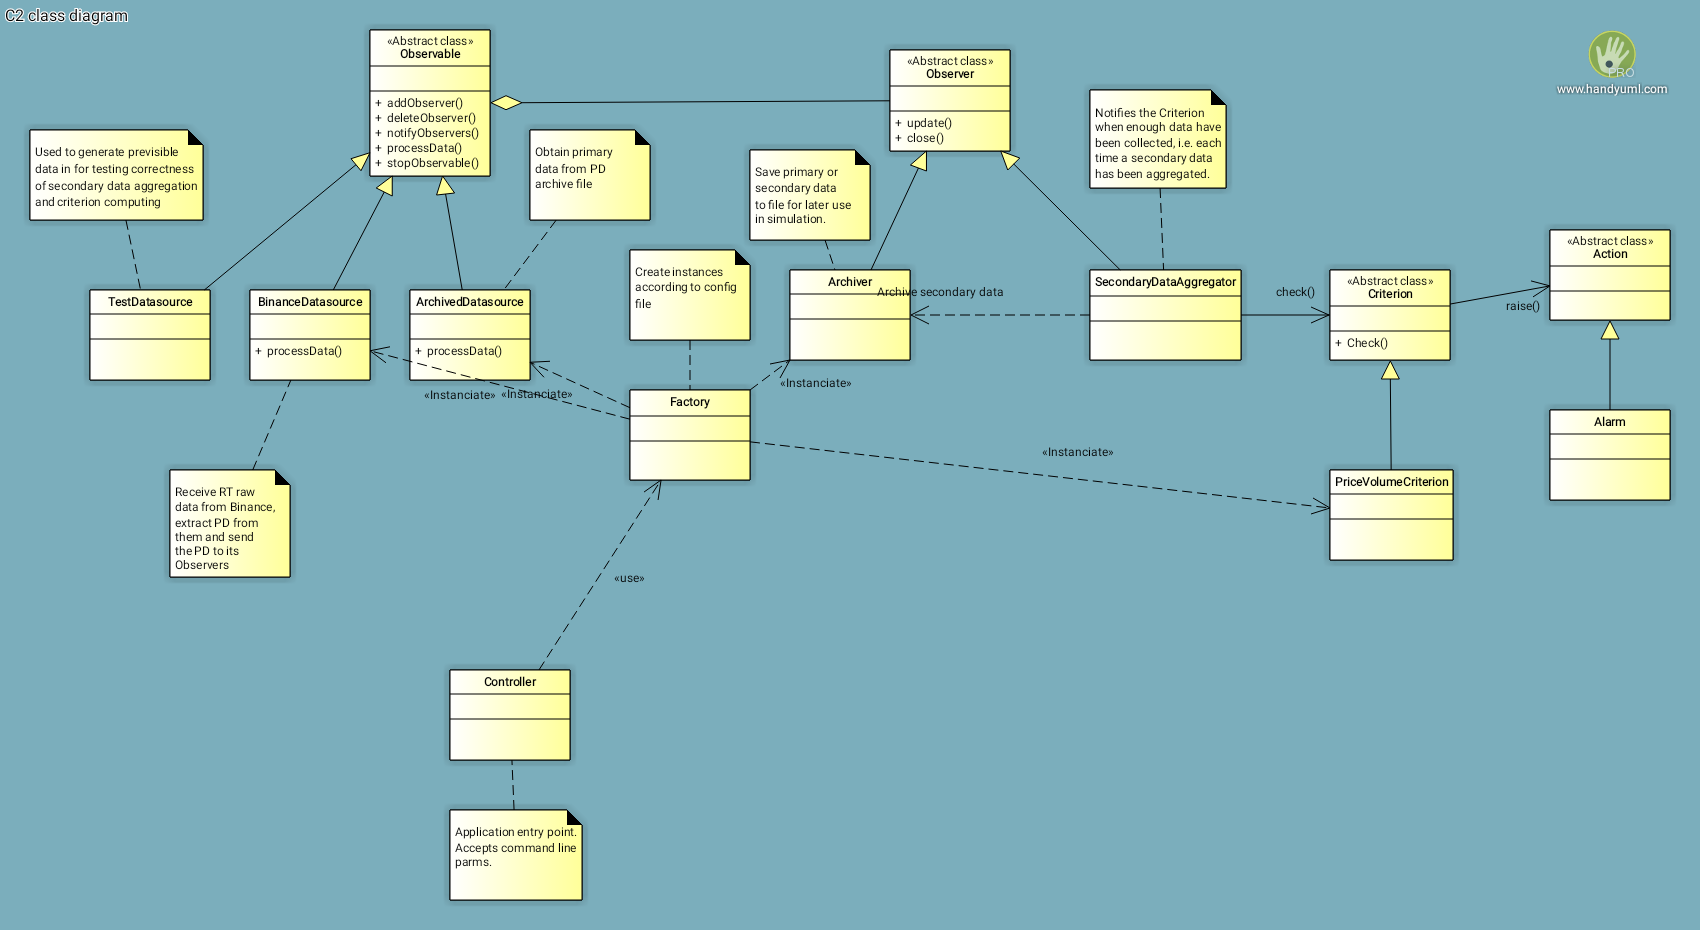 C2 class diagram
«Abstract class»
Observable
+ addObserver()
+ deleteObserver()
+ notifyObservers()
+ processData()
+ stopObservable()
«Abstract class»
Observer
+ update()
+ close()
PRO
www.handyuml.com
Notifies the Criterion
when enough data have
been collected, i.e. each
time a secondary data
has been aggregated.
Used to generate previsible
data in for testing correctness
of secondary data aggregation
and criterion computing
Obtain primary
data from PD
archive file
Save primary or
secondary data
to file for later use
in simulation.
«Abstract class»
Action
Create instances
according to config
file
TestDatasource
BinanceDatasource
+ processData()
ArchivedDatasource
+ processData()
Archiver
Archive secondary data
SecondaryDataAggregator
check()
«Abstract class»
Criterion
+ Check()
raise()
«Instanciate»
«Instanciate»
«Instanciate»
Factory
«Instanciate»
Alarm
PriceVolumeCriterion
Receive RT raw
data from Binance,
extract PD from
them and send
the PD to its
Observers
«use»
Controller
Application entry point.
Accepts command line
parms.